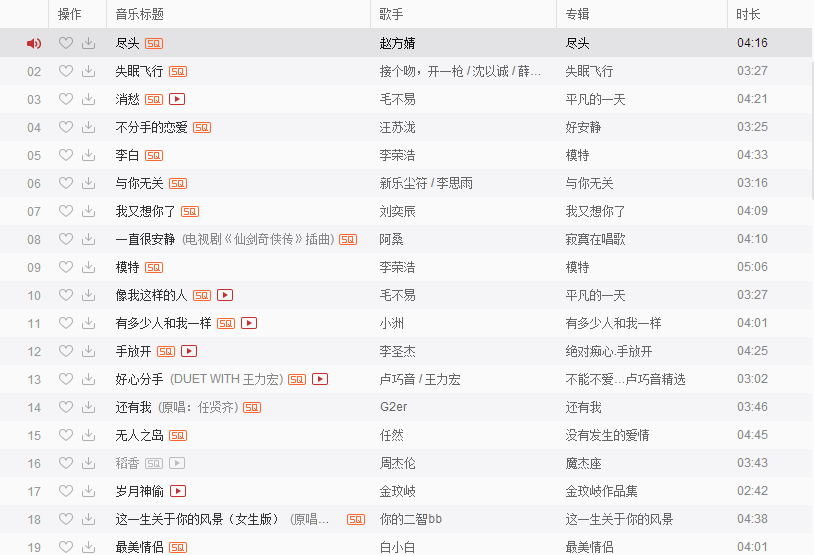 操作 音乐标题 歌手 专辑 时长
尽头 SQ 赵方婧 尽头 04:16
02 失眠飞行 SQ 接个吻，开一枪 / 沈以诚 / 薛... 失眠飞行 03:27
03 消愁 SQ 毛不易 平凡的一天 04:21
04 不分手的恋爱 SQ 汪苏泷 好安静 03:25
05 李白 SQ 李荣浩 模特 04:33
06 与你无关 SQ 新乐尘符 / 李思雨 与你无关 03:16
07 我又想你了 SQ 刘奕辰 我又想你了 04:09
08 一直很安静 (电视剧《仙剑奇侠传》插曲) SQ 阿桑 寂寞在唱歌 04:10
09 模特 SQ 李荣浩 模特 05:06
10 像我这样的人 SQ 毛不易 平凡的一天 03:27
11 有多少人和我一样 SQ 小洲 有多少人和我一样 04:01
12 手放开 SQ 李圣杰 绝对痴心.手放开 04:25
13 好心分手 (DUET WITH 王力宏) SQ 卢巧音 / 王力宏 不能不爱...卢巧音精选 03:02
14 还有我 (原唱：任贤齐) SQ G2er 还有我 03:46
15 无人之岛 SQ 任然 没有发生的爱情 04:45
16 稻香 SQ 周杰伦 魔杰座 03:43
17 岁月神偷 金玟岐 金玟岐作品集 02:42
18 这一生关于你的风景（女生版） (原唱... SQ 你的二智bb 这一生关于你的风景 04:38
19 最美情侣 SQ 白小白 最美情侣 04:01